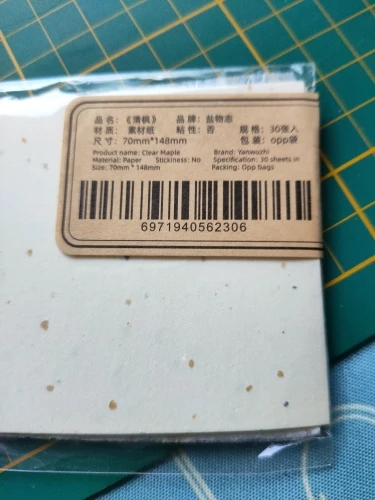 品名：《清枫》 品牌：盐物志
材质：素材纸 粘性：否 规格：30张入
尺寸：70mm*148mm 包装：opp袋
Product name: Clear Maple Brand: Yanwozhi
Material: Paper Stickiness: No Specification: 30 sheets in
Size: 70mm * 148mm Packing: Opp bags
6971940562306